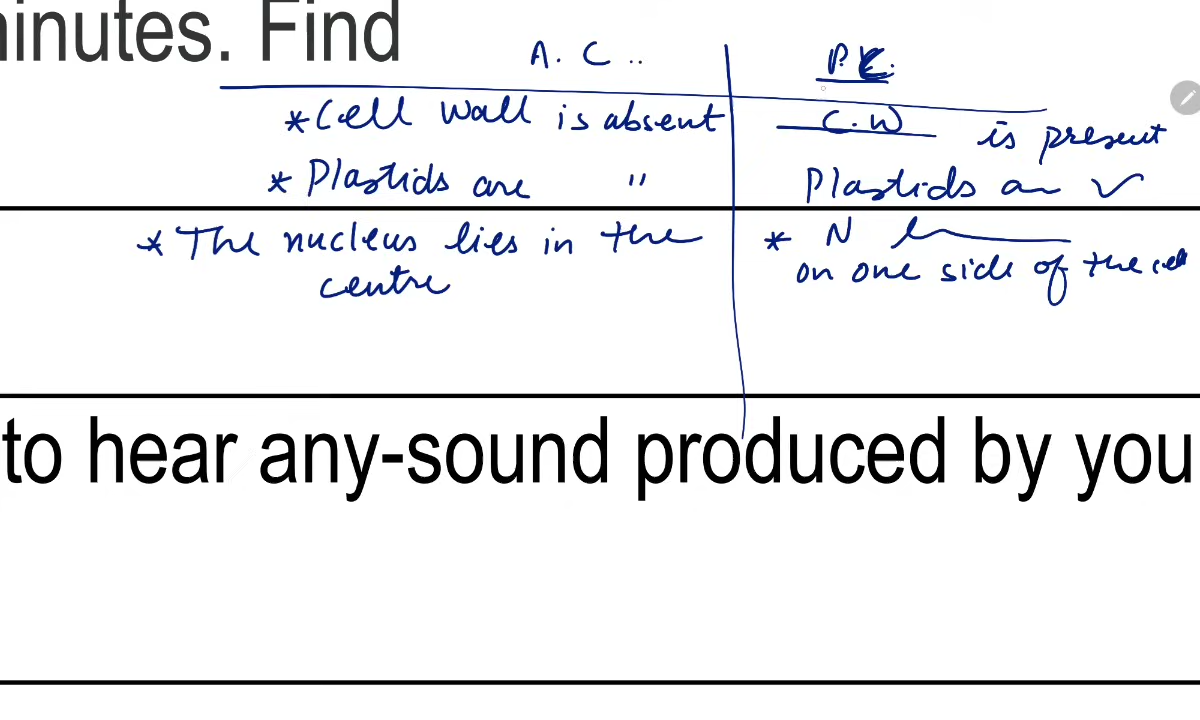 minutes. Find
A. C ..
P.C.
*Cell wall is absent
C.W is present
* Plastids are "
Plastids are ✓
* The nucleus lies in the
centre
* N
on one side of the cell
to hear any-sound produced by you